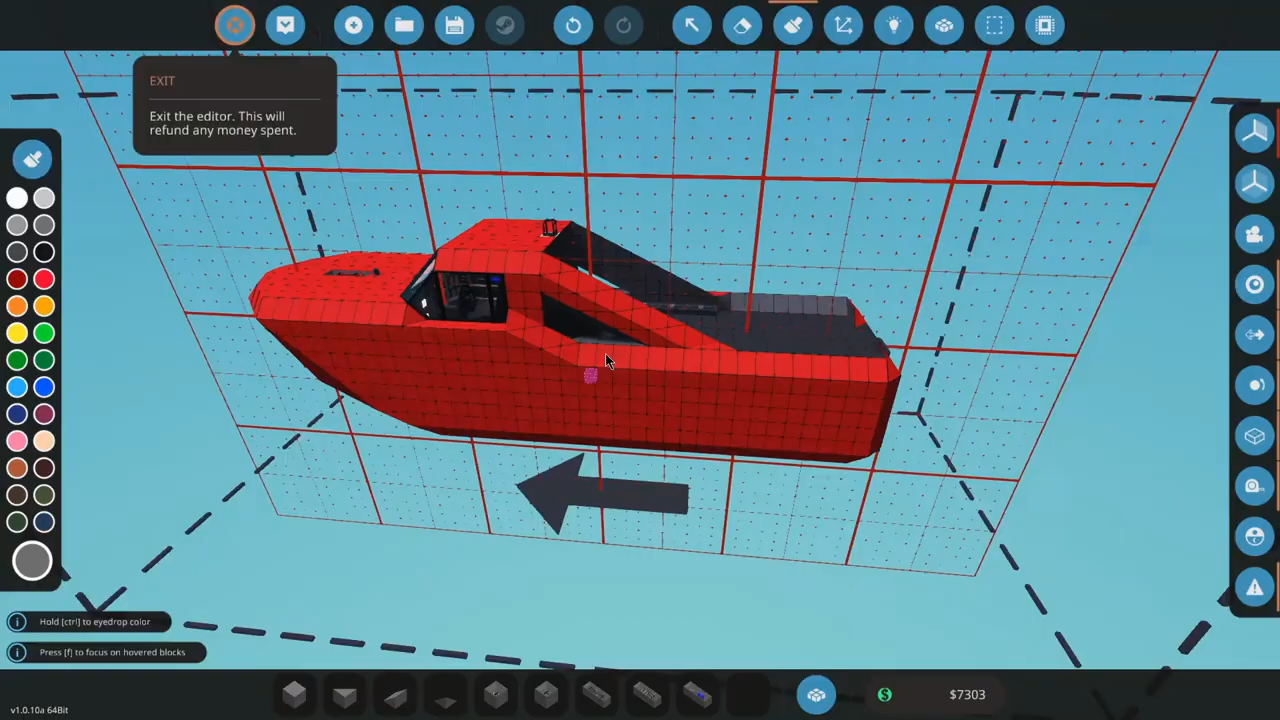 EXIT
Exit the editor. This will
refund any money spent.
Hold [ctrl] to eyedrop color
Press [f] to focus on hovered blocks
$7303
v1.0.10a 64Bit